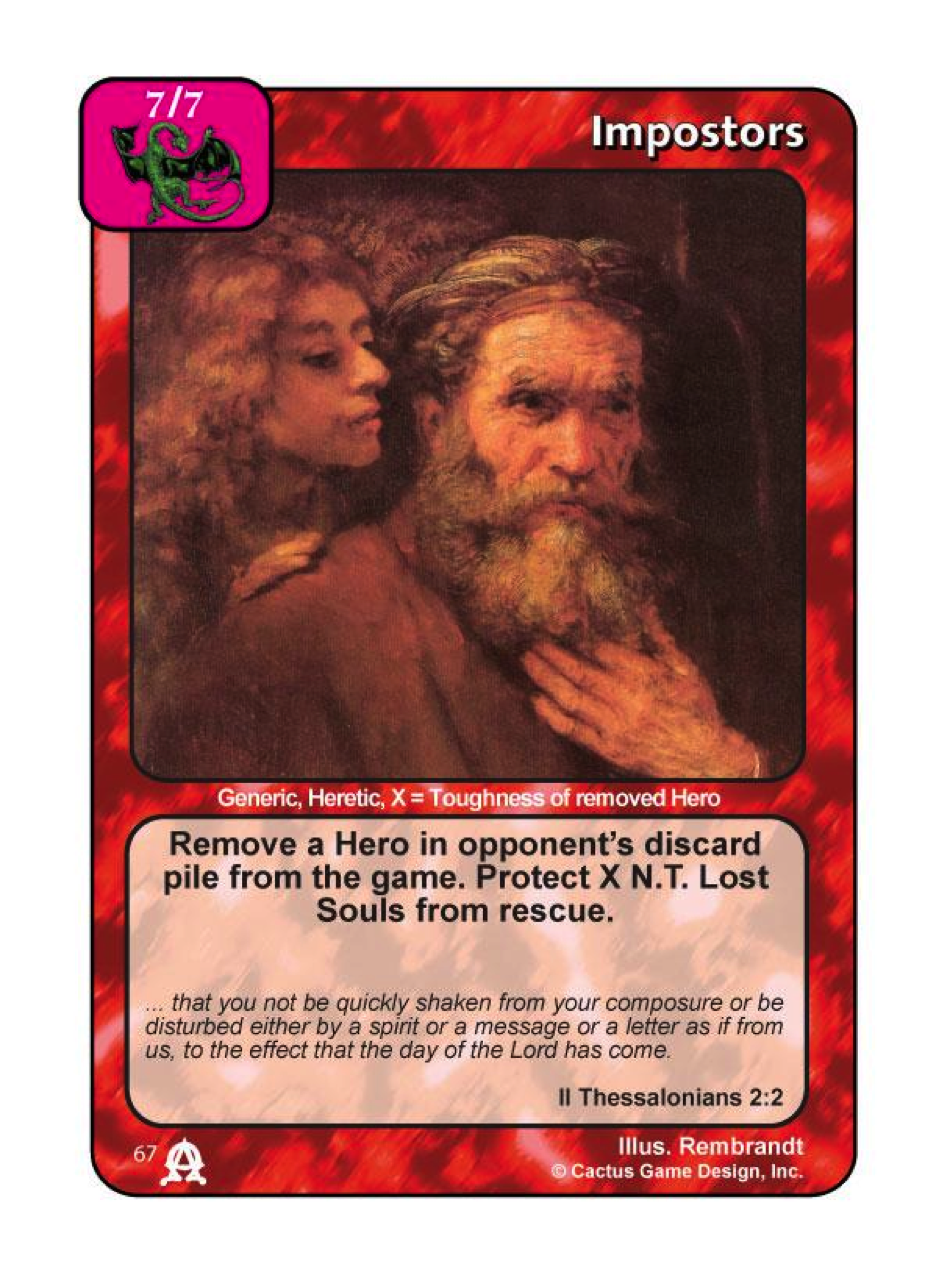 7/7
Impostors
Generic, Heretic, X = Toughness of removed Hero
Remove a Hero in opponent’s discard
pile from the game. Protect X N.T. Lost
Souls from rescue.
... that you not be quickly shaken from your composure or be
disturbed either by a spirit or a message or a letter as if from
us, to the effect that the day of the Lord has come.
II Thessalonians 2:2
67
Illus. Rembrandt
© Cactus Game Design, Inc.